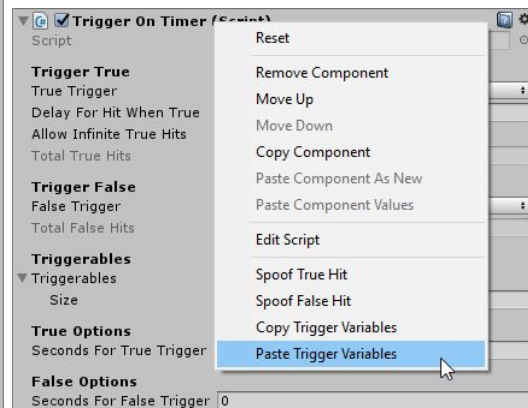 Trigger On Timer (Script)
Script
Reset
Trigger True
True Trigger
Delay For Hit When True
Allow Infinite True Hits
Total True Hits
Remove Component
Move Up
Move Down
Copy Component
Paste Component As New
Paste Component Values
Trigger False
False Trigger
Total False Hits
Edit Script
Triggerables
Triggerables
Size
Spoof True Hit
Spoof False Hit
Copy Trigger Variables
Paste Trigger Variables
True Options
Seconds For True Trigger
False Options
Seconds For False Trigger 0